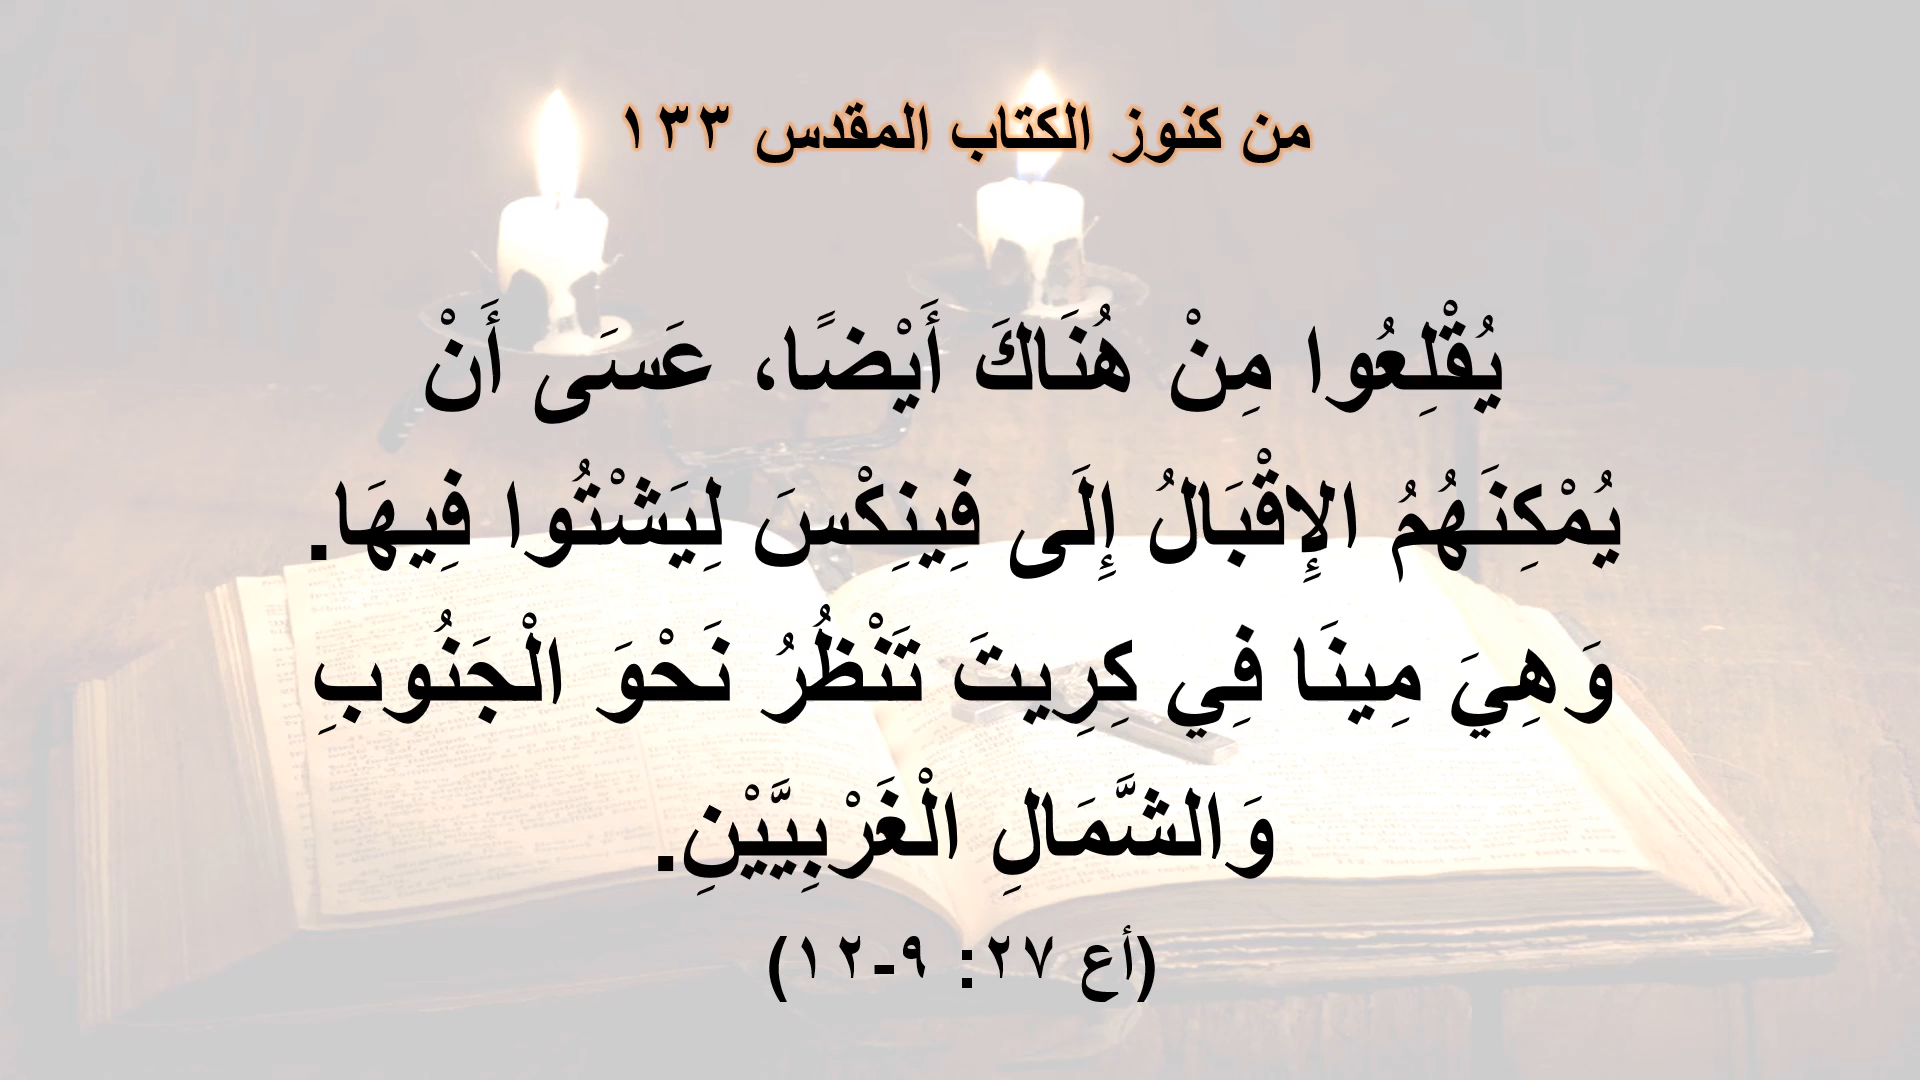 من كنوز الكتاب المقدس ١٣٣
يُقْلِعُوا مِنْ هُنَاكَ أَيْضًا، عَسَى أَنْ
يُمْكِنَهُمُ الإِقْبَالُ إِلَى فِينِكْسَ لِيَشْتُوا فِيهَا.
وَهِيَ مِينَا فِي كِرِيتَ تَنْظُرُ نَحْوَ الْجَنُوبِ
وَالشَّمَالِ الْغَرْبِيَّيْنِ.
(أع ٢٧: ٩-١٢)